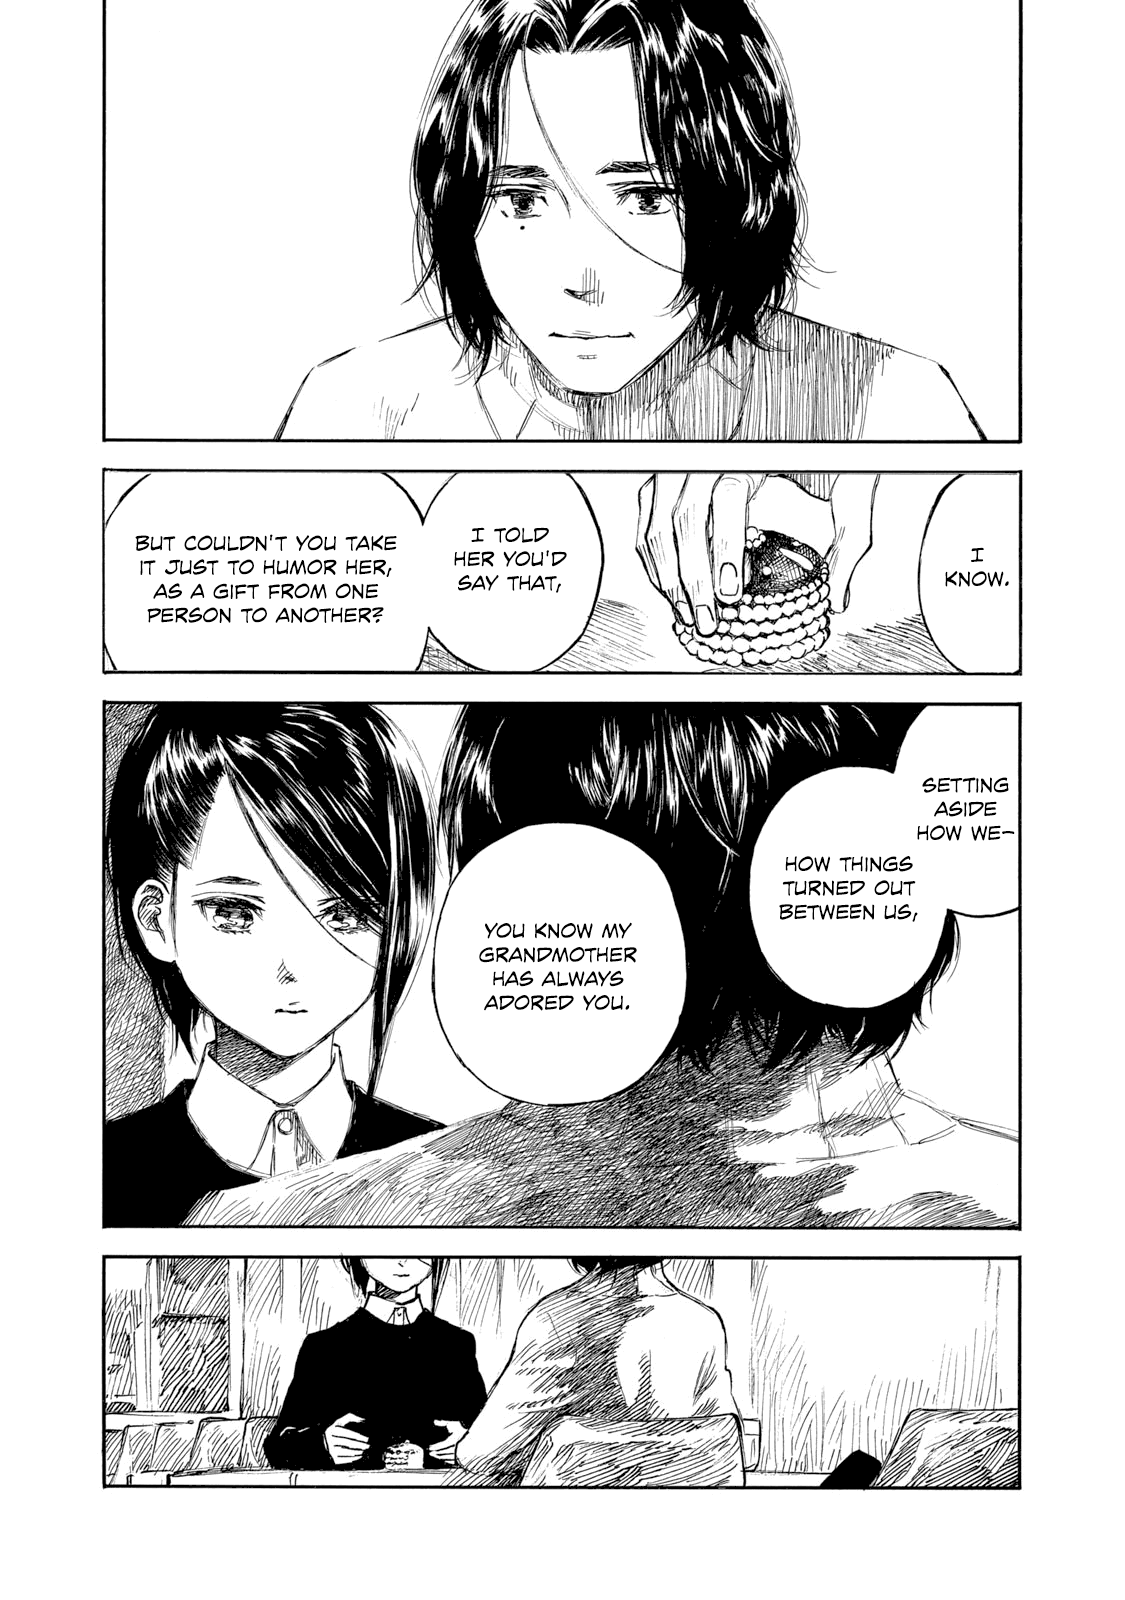 I
KNOW.
I TOLD
HER YOU'D
SAY THAT,
BUT COULDN'T YOU TAKE
IT JUST TO HUMOR HER,
AS A GIFT FROM ONE
PERSON TO ANOTHER?
SETTING
ASIDE
HOW WE-
HOW THINGS
TURNED OUT
BETWEEN US,
YOU KNOW MY
GRANDMOTHER
HAS ALWAYS
ADORED YOU.